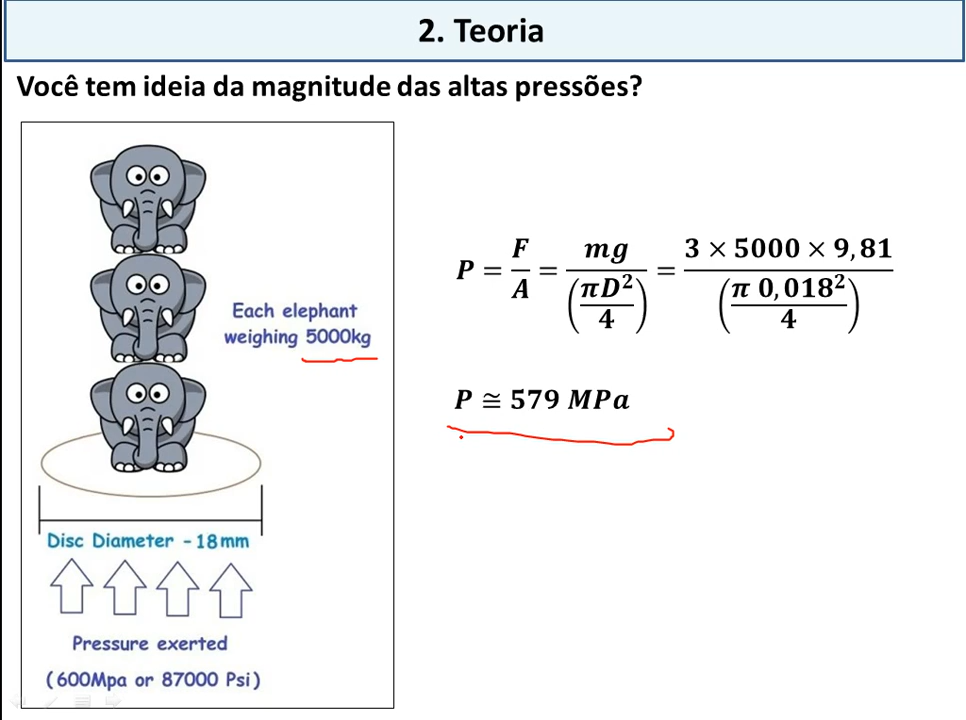 2. Teoria
Você tem ideia da magnitude das altas pressões?
Each elephant
weighing 5000kg
Disc Diameter - 18mm
Pressure exerted
(600Mpa or 87000 Psi)
P = F/A = mg/(πD²/4) = 3 × 5000 × 9,81/(π 0,018²/4)
P ≅ 579 MPa